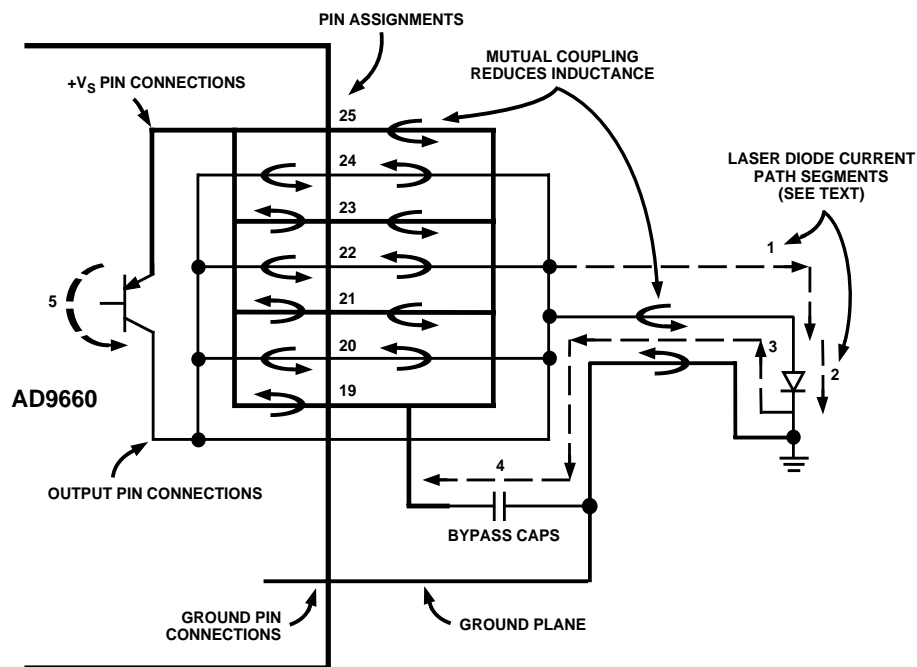 PIN ASSIGNMENTS
MUTUAL COUPLING
REDUCES INDUCTANCE
+VS PIN CONNECTIONS
25
24
LASER DIODE CURRENT
PATH SEGMENTS
(SEE TEXT)
23
22
1
5
21
20
3
2
AD9660
19
4
OUTPUT PIN CONNECTIONS
BYPASS CAPS
GROUND PIN
CONNECTIONS
GROUND PLANE